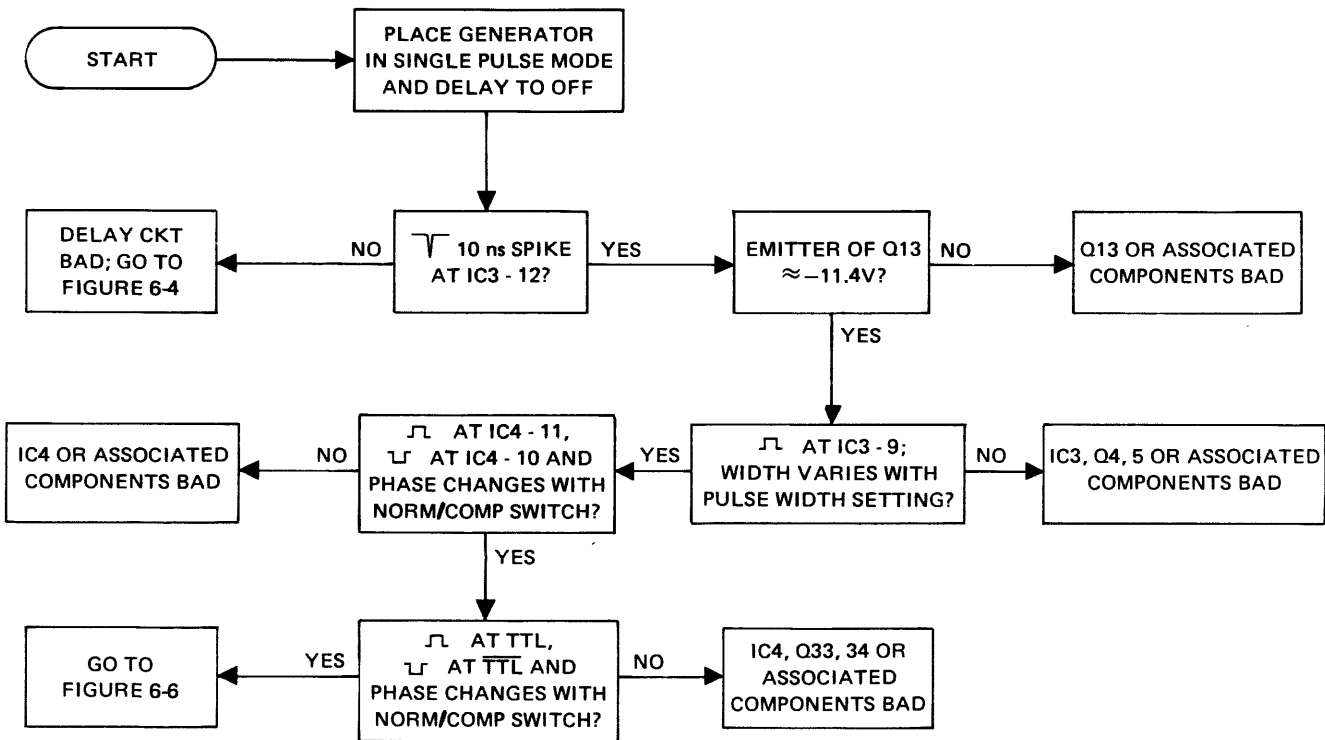 START
PLACE GENERATOR
IN SINGLE PULSE MODE
AND DELAY TO OFF
DELAY CKT
BAD; GO TO
FIGURE 6-4
NO
10 ns SPIKE
AT IC3 - 12?
YES
EMITTER OF Q13
≈ −11.4V?
NO
Q13 OR ASSOCIATED
COMPONENTS BAD
YES
IC4 OR ASSOCIATED
COMPONENTS BAD
NO
AT IC4 - 11,
AT IC4 - 10 AND
PHASE CHANGES WITH
NORM/COMP SWITCH?
YES
AT IC3 - 9;
WIDTH VARIES WITH
PULSE WIDTH SETTING?
NO
IC3, Q4, 5 OR ASSOCIATED
COMPONENTS BAD
YES
GO TO
FIGURE 6-6
YES
AT TTL,
AT T̅T̅L̅ AND
PHASE CHANGES WITH
NORM/COMP SWITCH?
NO
IC4, Q33, 34 OR
ASSOCIATED
COMPONENTS BAD